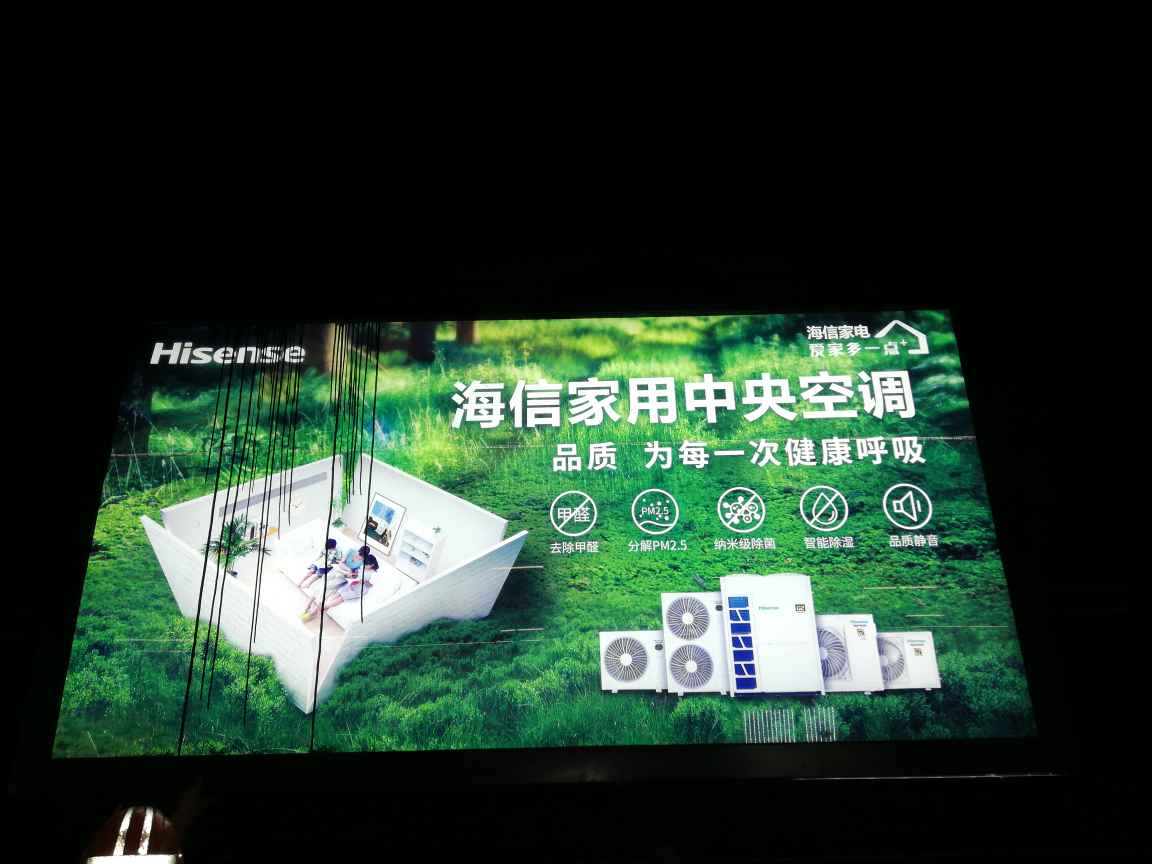 Hisense
海信家电
爱家多一点+
海信家用中央空调
品质 为每一次健康呼吸
甲醛
PM2.5
去除甲醛
分解PM2.5
纳米级除菌
智能除湿
品质静音
Hisense